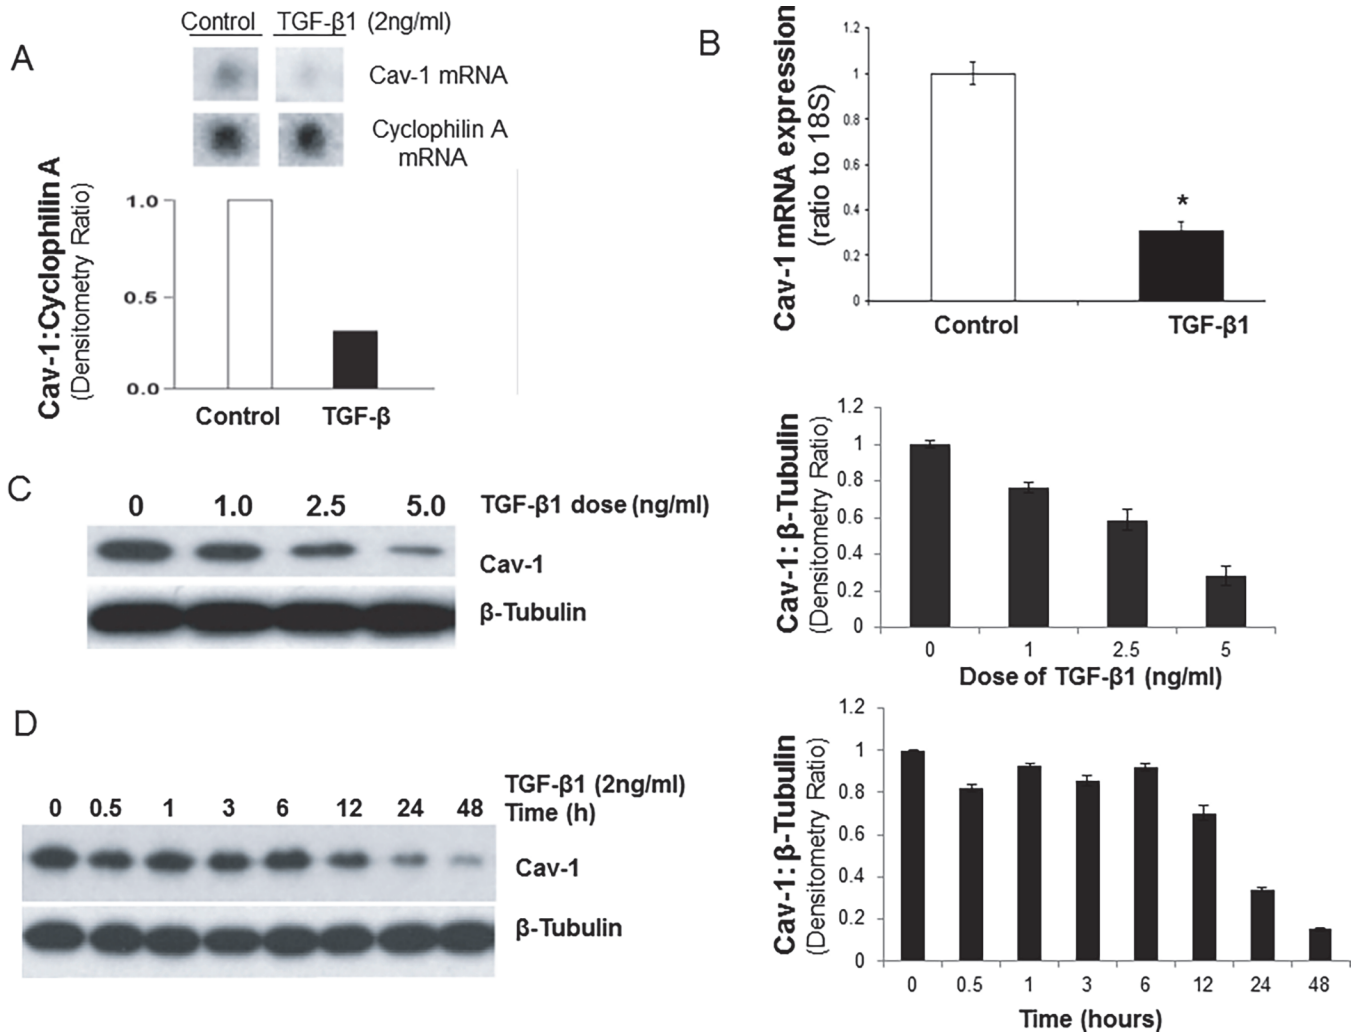 A
Control TGF-β1 (2ng/ml)
Cav-1 mRNA
Cyclophilin A
mRNA
Cav-1:Cyclophilin A
(Densitometry Ratio)
1.0
0.5
0.0
Control TGF-β
B
Cav-1 mRNA expression
(ratio to 18S)
1.2
1.2
0.6
0.4
0.2
0
*
Control TGF-β1
C
0 1.0 2.5 5.0 TGF-β1 dose (ng/ml)
Cav-1
β-Tubulin
Cav-1: β-Tubulin
(Densitometry Ratio)
1.2
1
0.8
0.6
0.4
0.2
0
0 1 2.5 5
Dose of TGF-β1 (ng/ml)
D
TGF-β1 (2ng/ml)
0 0.5 1 3 6 12 24 48 Time (h)
Cav-1
β-Tubulin
Cav-1: β-Tubulin
(Densitometry Ratio)
1.2
1
0.8
0.6
0.4
0.2
0
0 0.5 1 3 6 12 24 48
Time (hours)